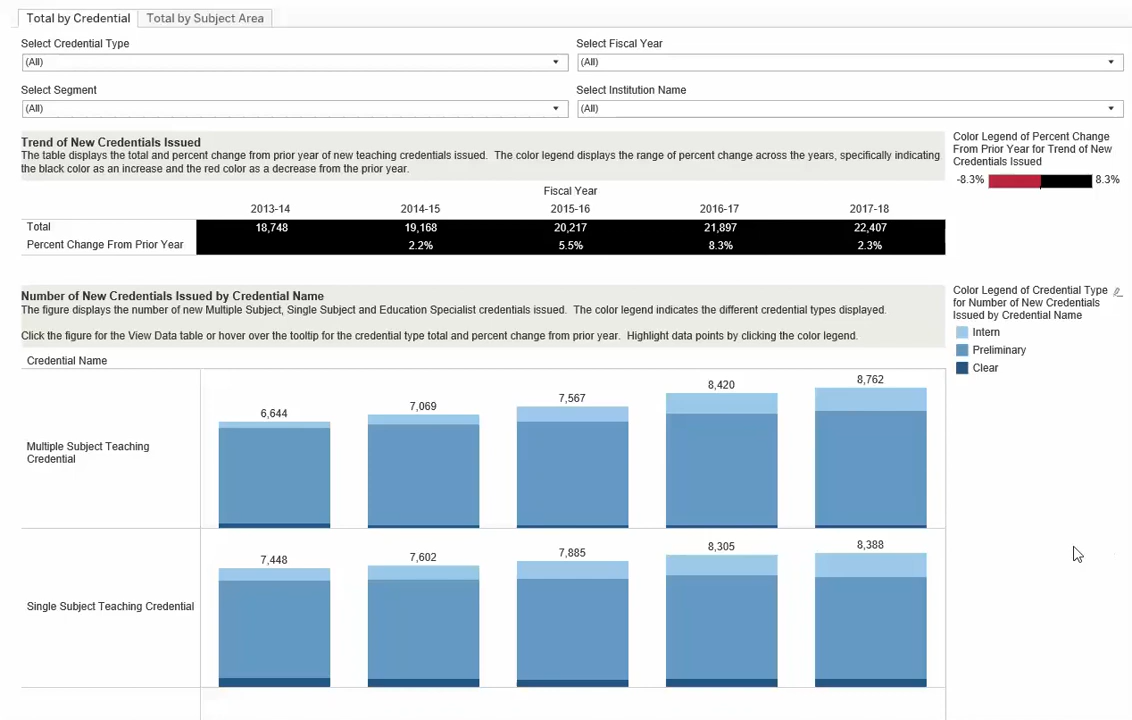 Total by Credential
Total by Subject Area
Select Credential Type
Select Fiscal Year
(All)
(All)
Select Segment
Select Institution Name
(All)
(All)
Trend of New Credentials Issued
The table displays the total and percent change from prior year of new teaching credentials issued. The color legend displays the range of percent change across the years, specifically indicating
the black color as an increase and the red color as a decrease from the prior year.
Color Legend of Percent Change
From Prior Year for Trend of New
Credentials Issued
-8.3%
8.3%
Fiscal Year
2013-14 2014-15 2015-16 2016-17 2017-18
Total 18,748 19,168 20,217 21,897 22,407
Percent Change From Prior Year 2.2% 5.5% 8.3% 2.3%
Number of New Credentials Issued by Credential Name
The figure displays the number of new Multiple Subject, Single Subject and Education Specialist credentials issued. The color legend indicates the different credential types displayed.
Click the figure for the View Data table or hover over the tooltip for the credential type total and percent change from prior year. Highlight data points by clicking the color legend.
Color Legend of Credential Type
for Number of New Credentials
Issued by Credential Name
Intern
Preliminary
Clear
Credential Name
Multiple Subject Teaching
Credential
6,644 7,069 7,567 8,420 8,762
Single Subject Teaching Credential
7,448 7,602 7,885 8,305 8,388